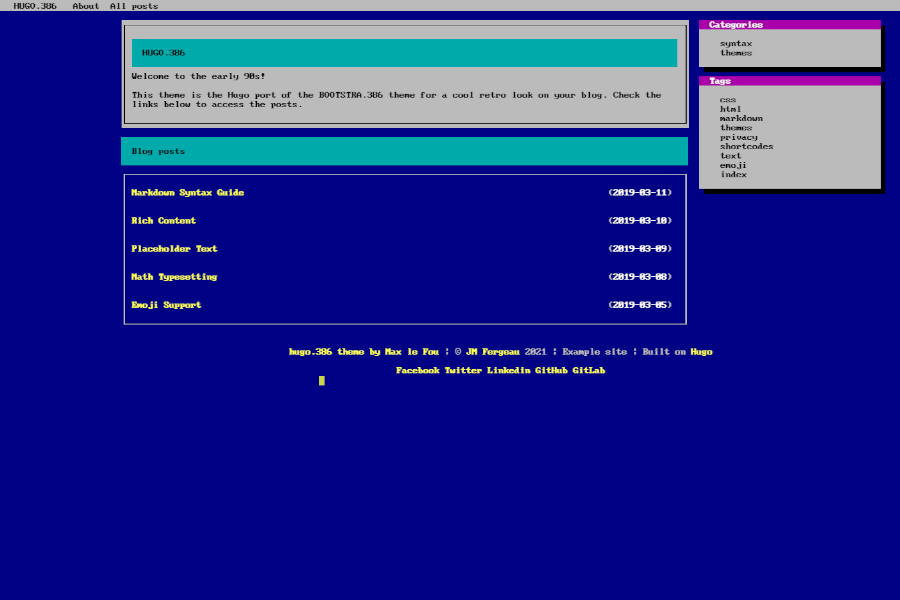 HUGO.386 About All posts
HUGO.386
Welcome to the early 90s!
This theme is the Hugo port of the BOOTSTRA.386 theme for a cool retro look on your blog. Check the
links below to access the posts.
Blog posts
Markdown Syntax Guide (2019-03-11)
Rich Content (2019-03-10)
Placeholder Text (2019-03-09)
Math Typesetting (2019-03-08)
Emoji Support (2019-03-05)
Categories
syntax
themes
Tags
css
html
markdown
themes
privacy
shortcodes
text
emoji
index
hugo.386 theme by Max le Fou | © JM Fergeau 2021 | Example site | Built on Hugo
Facebook Twitter Linkedin GitHub GitLab